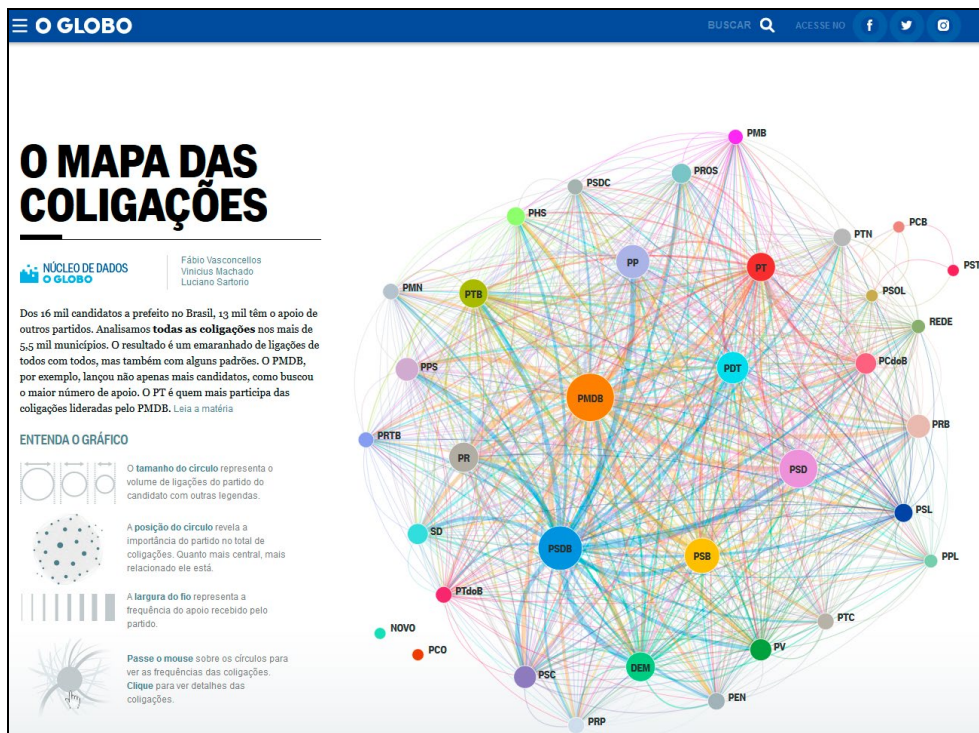 O GLOBO
BUSCAR
ACESSE NO
O MAPA DAS
COLIGAÇÕES
NÚCLEO DE DADOS
O GLOBO
Fábio Vasconcellos
Vinicius Machado
Luciano Sartorio
Dos 16 mil candidatos a prefeito no Brasil, 13 mil têm o apoio de
outros partidos. Analisamos todas as coligações nos mais de
5,5 mil municípios. O resultado é um emaranhado de ligações de
todos com todos, mas também com alguns padrões. O PMDB,
por exemplo, lançou não apenas mais candidatos, como buscou
o maior número de apoio. O PT é quem mais participa das
coligações lideradas pelo PMDB. Leia a matéria
ENTENDA O GRÁFICO
O tamanho do círculo representa o
volume de ligações do partido do
candidato com outras legendas.
A posição do círculo revela a
importância do partido no total de
coligações. Quanto mais central, mais
relacionado ele está.
A largura do fio representa a
frequência do apoio recebido pelo
partido.
Passe o mouse sobre os círculos para
ver as frequências das coligações.
Clique para ver detalhes das
coligações.
PMB
PROS
PSDC
PHS
PCB
PTN
PP
PT
PST
PMN
PTB
PSOL
REDE
PPS
PDT
PCdoB
PMDB
PRB
PRTB
PR
PSD
PSL
SD
PSDB
PSB
PPL
PTdoB
PTC
NOVO
PCO
PV
DEM
PSC
PEN
PRP